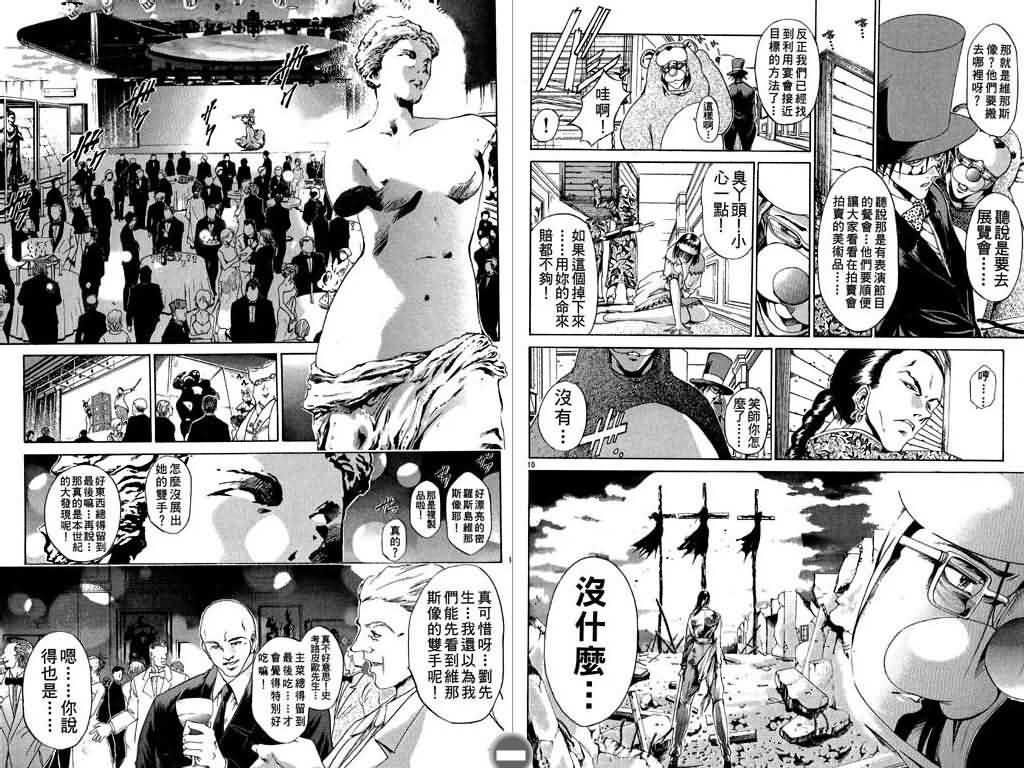 那就是維那斯
像?他們要搬
去哪裡呀?
聽說是要去
展覽會……
聽說那是有表演節目
的餐會…他們要順便
讓大家看看在拍賣會
拍賣的美術品……
反正我們已經找
到利用宴會接近
目標的方法了…
這樣啊…
哇啊!
!
臭丫頭!小
心一點!
如果這個掉下來
……用妳的命來
賠都不夠!
哼…
笑師你怎
麼了…
沒有…
10
沒什麼…
好漂亮的密
羅斯島維那
斯像耶!
那是複製
品啦!
真的?
怎麼沒展出
她的雙手?
好東西總得留到
最後嘛…再說…
那真的是本世紀
的大發現呢!
真可惜呀…劉先
生…我還以為我
們能先看到維那
斯像的雙手呢!
真不好意思!史
考諾皮歐先生…
主菜總得留到
最後吃……才
會覺得特別好
吃嘛!
嗯……你說
得也是……